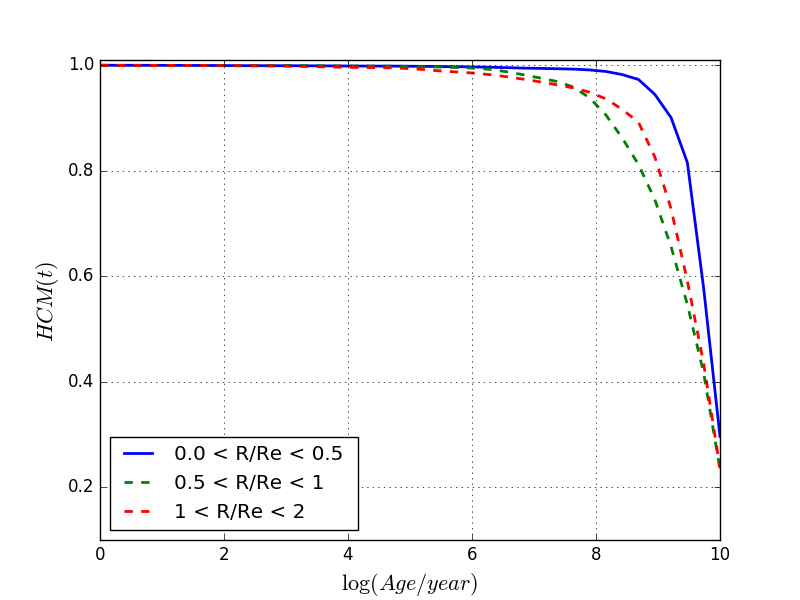 1.0
0.8
0.6
0.4
0.2
HCM(t)
0.0 < R/Re < 0.5
0.5 < R/Re < 1
1 < R/Re < 2
0 2 4 6 8 10
log(Age/year)